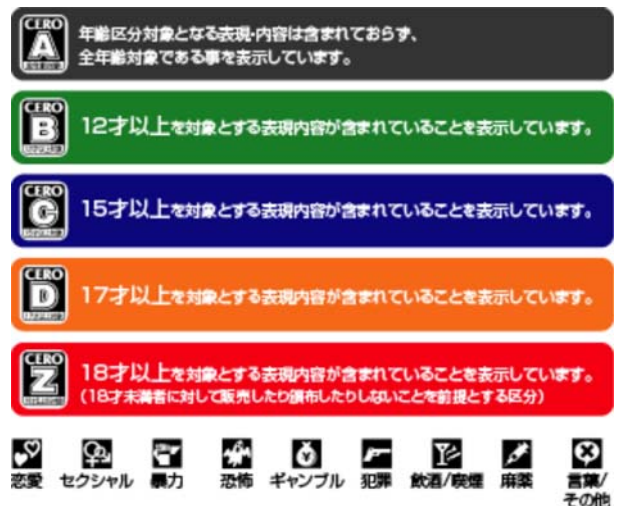 CERO
A
年齢区分対象となる表現・内容は含まれておらず、
全年齢対象である事を表示しています。
CERO
B
12才以上を対象とする表現内容が含まれていることを表示しています。
CERO
C
15才以上を対象とする表現内容が含まれていることを表示しています。
CERO
D
17才以上を対象とする表現内容が含まれていることを表示しています。
CERO
Z
18才以上を対象とする表現内容が含まれていることを表示しています。
(18才未満者に対して販売したり頒布したりしないことを前提とする区分)
恋愛 セクシャル 暴力 恐怖 ギャンブル 犯罪 飲酒/喫煙 麻薬 言葉/
その他